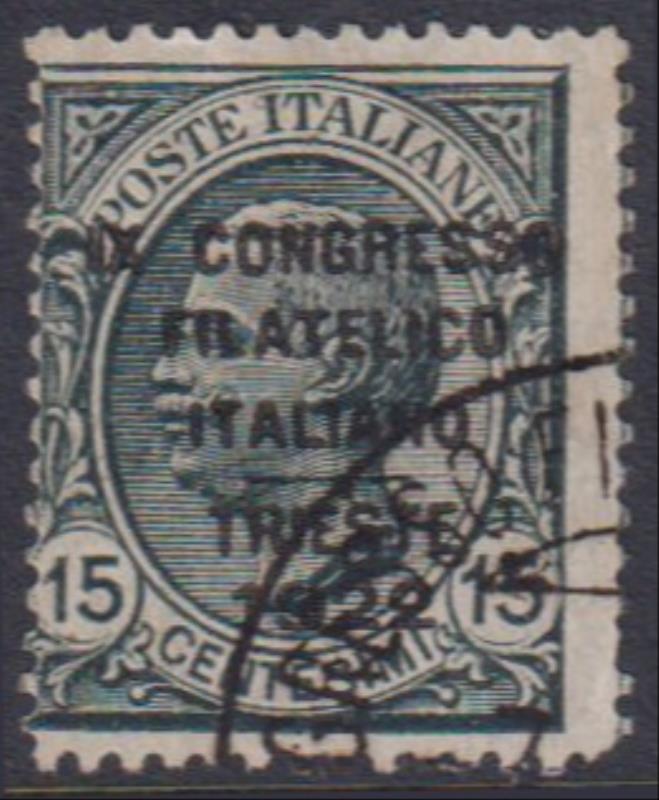 POSTE ITALIANE
IX CONGRESSO
FILATELICO
ITALIANO
TRIESTE
1922
15 15
CENTESIMI